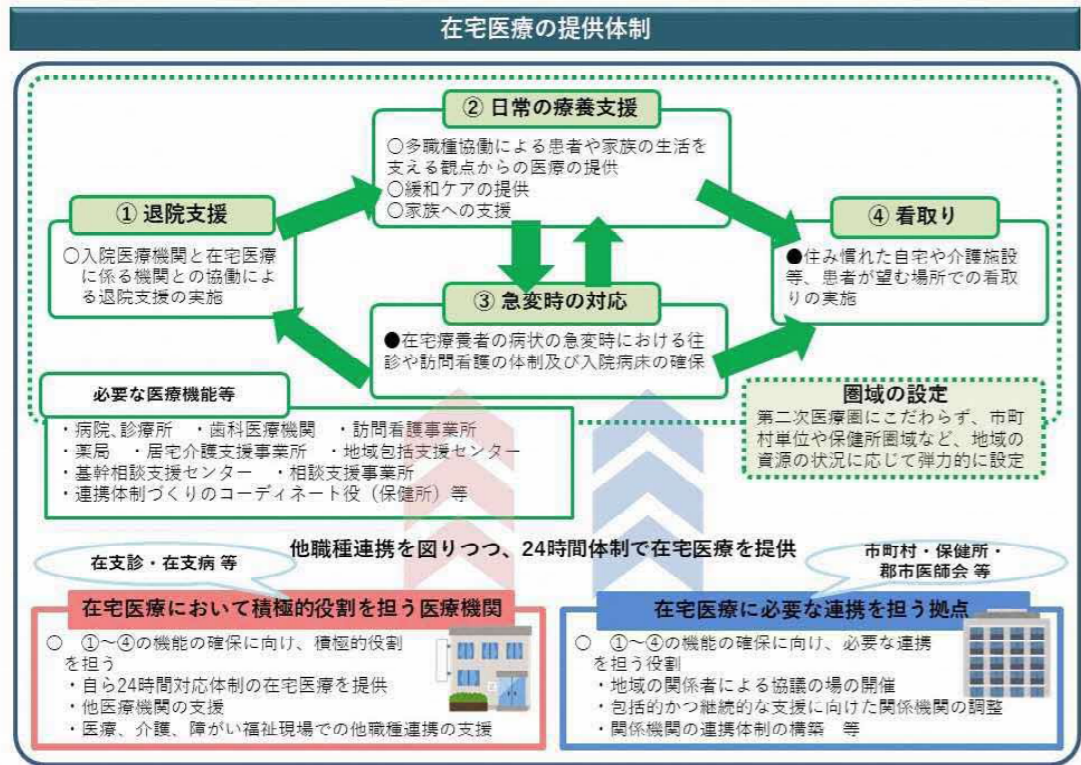 在宅医療の提供体制
② 日常の療養支援
○多職種協働による患者や家族の生活を
支える観点からの医療の提供
○緩和ケアの提供
○家族への支援
① 退院支援
○入院医療機関と在宅医療
に係る機関との協働によ
る退院支援の実施
④ 看取り
●住み慣れた自宅や介護施設
等、患者が望む場所での看取
りの実施
③ 急変時の対応
●在宅療養者の病状の急変時における往
診や訪問看護の体制及び入院病床の確保
必要な医療機能等
・病院、診療所　・歯科医療機関　・訪問看護事業所
・薬局　・居宅介護支援事業所　・地域包括支援センター
・基幹相談支援センター　・相談支援事業所
・連携体制づくりのコーディネート役（保健所）等
圏域の設定
第二次医療圏にこだわらず、市町
村単位や保健所圏域など、地域の
資源の状況に応じて弾力的に設定
他職種連携を図りつつ、24時間体制で在宅医療を提供
在支診・在支病 等
市町村・保健所・
郡市医師会 等
在宅医療において積極的役割を担う医療機関
○　①～④の機能の確保に向け、積極的役割
を担う
・自ら24時間対応体制の在宅医療を提供
・他医療機関の支援
・医療、介護、障がい福祉現場での他職種連携の支援
在宅医療に必要な連携を担う拠点
○　①～④の機能の確保に向け、必要な連携
を担う役割
・地域の関係者による協議の場の開催
・包括的かつ継続的な支援に向けた関係機関の調整
・関係機関の連携体制の構築　等